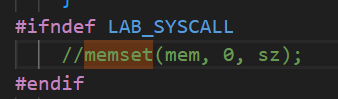 #ifndef LAB_SYSCALL
//memset(mem, 0, sz);
#endif